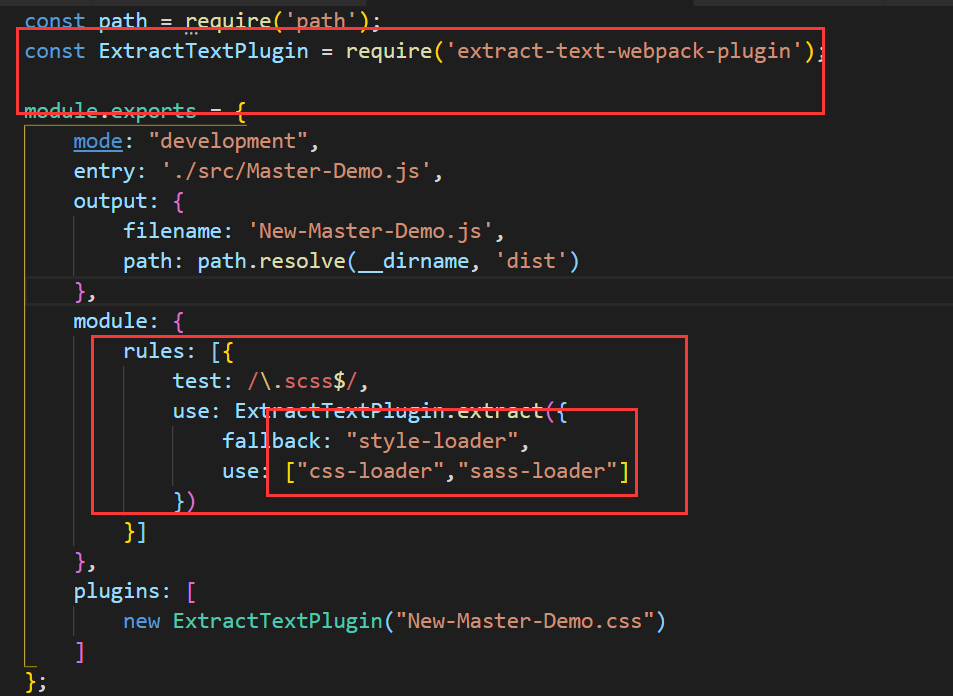 const path = require('path');
const ExtractTextPlugin = require('extract-text-webpack-plugin');
module.exports = {
mode: "development",
entry: './src/Master-Demo.js',
output: {
filename: 'New-Master-Demo.js',
path: path.resolve(__dirname, 'dist')
},
module: {
rules: [{
test: /\.scss$/,
use: ExtractTextPlugin.extract({
fallback: "style-loader",
use: ["css-loader","sass-loader"]
})
}]
},
plugins: [
new ExtractTextPlugin("New-Master-Demo.css")
]
};